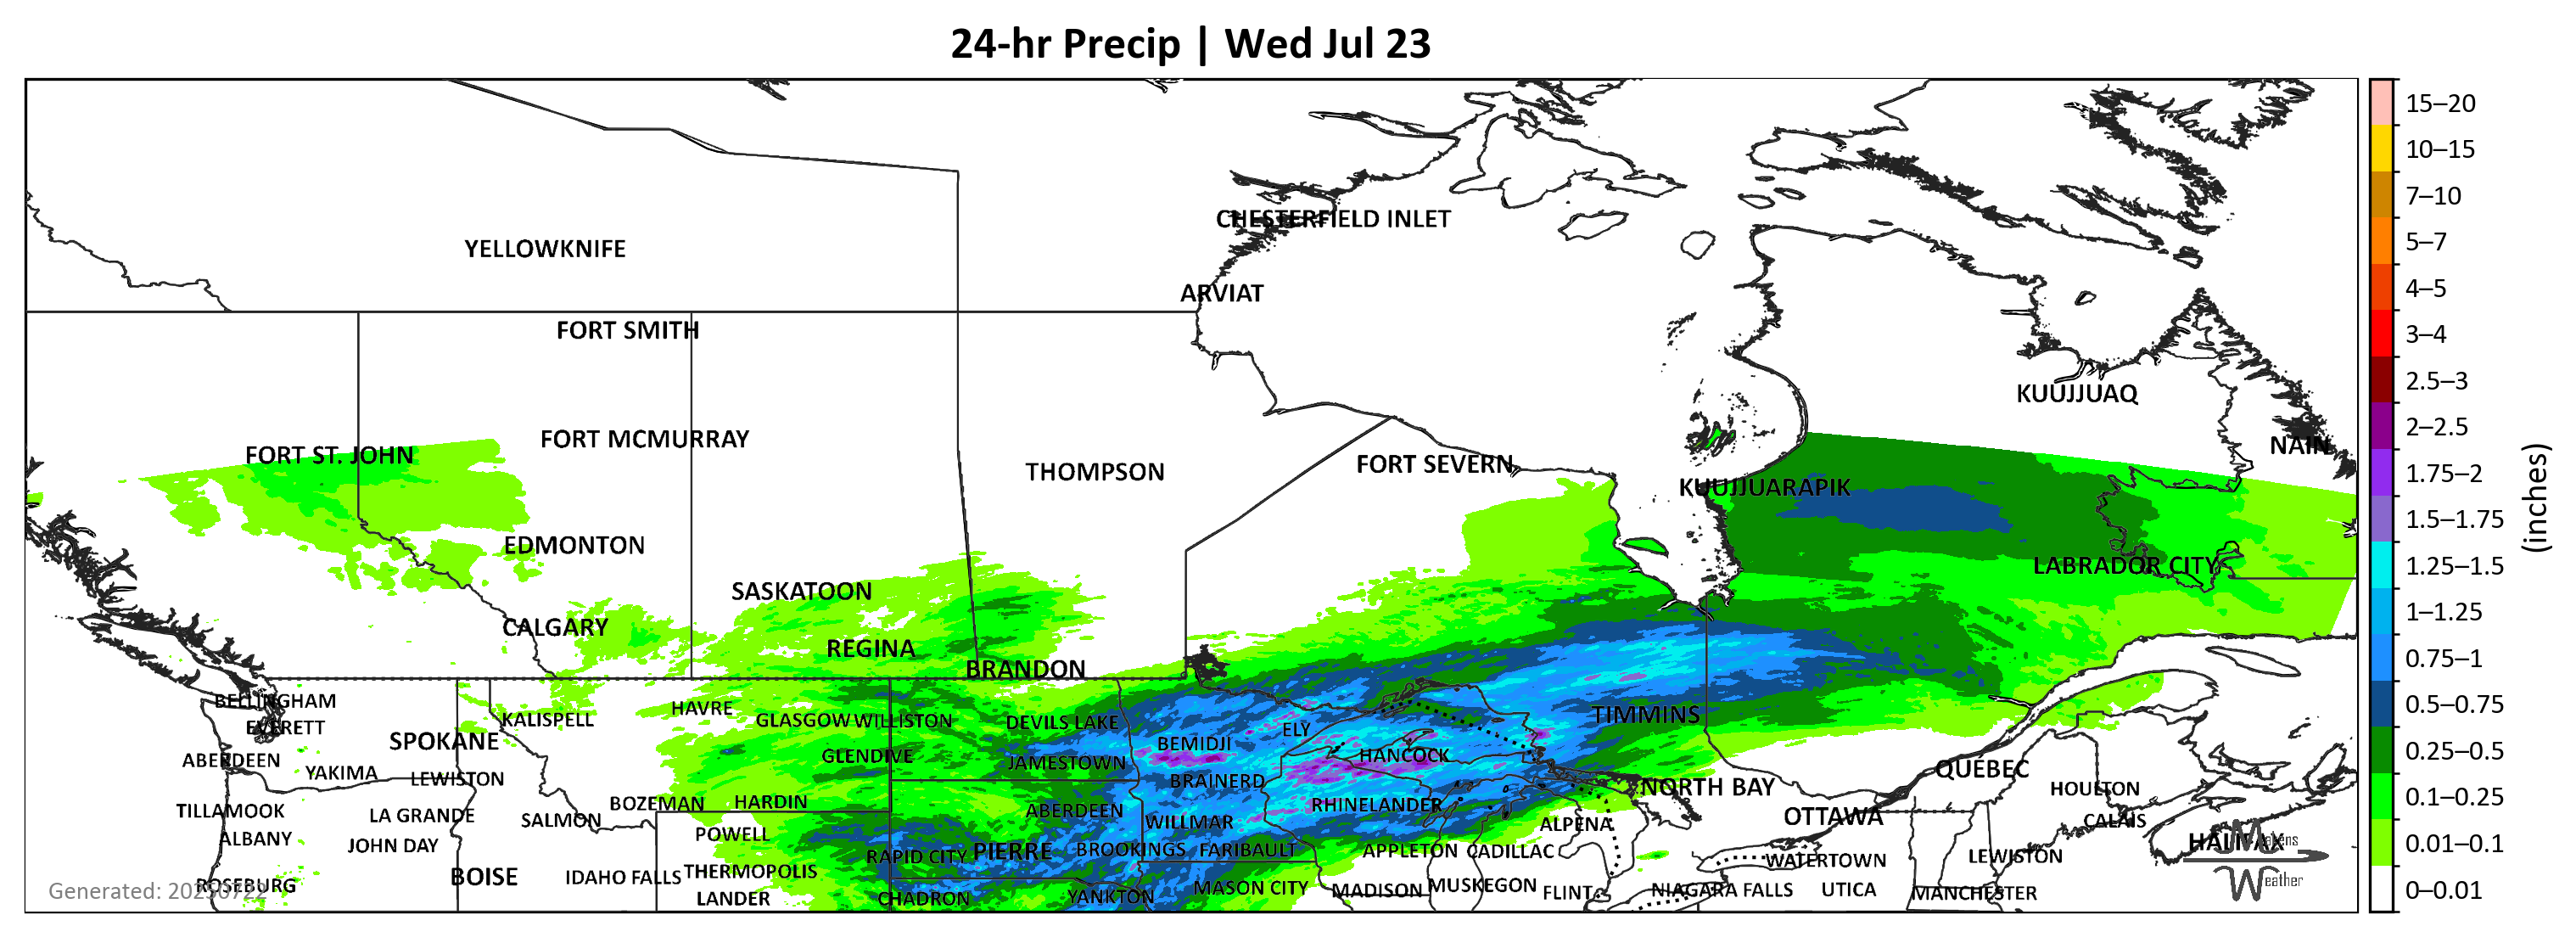 24-hr Precip | Wed Jul 23
CHESTERFIELD INLET
YELLOWKNIFE
ARVIAT
FORT SMITH
KUUJJUAQ
FORT ST. JOHN
FORT MCMURRAY
NAIN
THOMPSON
FORT SEVERN
KUUJJUARAPIK
EDMONTON
LABRADOR CITY
SASKATOON
CALGARY
REGINA
BRANDON
BELLINGHAM
HAVRE
KALISPELL
GLASGOW WILLISTON
DEVILS LAKE
TIMMINS
EVERETT
ELY
SPOKANE
BEMIDJI
ABERDEEN
GLENDIVE
JAMESTOWN
HANCOCK
YAKIMA
LEWISTON
BRAINERD
QUÉBEC
NORTH BAY
HOULTON
BOZEMAN
HARDIN
RHINELANDER
TILLAMOOK
LA GRANDE
SALMON
ABERDEEN
WILLMAR
ALPENA
OTTAWA
CALAIS
ALBANY
JOHN DAY
POWELL
HALIFAX
RAPID CITY
PIERRE
BROOKINGS
FARIBAULT
APPLETON
CADILLAC
WATERTOWN
LEWISTON
BOISE
IDAHO FALLS
THERMOPOLIS
ROSEBURG
MASON CITY
MADISON
MUSKEGON
FLINT
NIAGARA FALLS
UTICA
MANCHESTER
LANDER
CHADRON
YANKTON
Generated: 20250722
Weather
15–20
10–15
7–10
5–7
4–5
3–4
2.5–3
2–2.5
1.75–2
1.5–1.75
1.25–1.5
1–1.25
0.75–1
0.5–0.75
0.25–0.5
0.1–0.25
0.01–0.1
0–0.01
(inches)